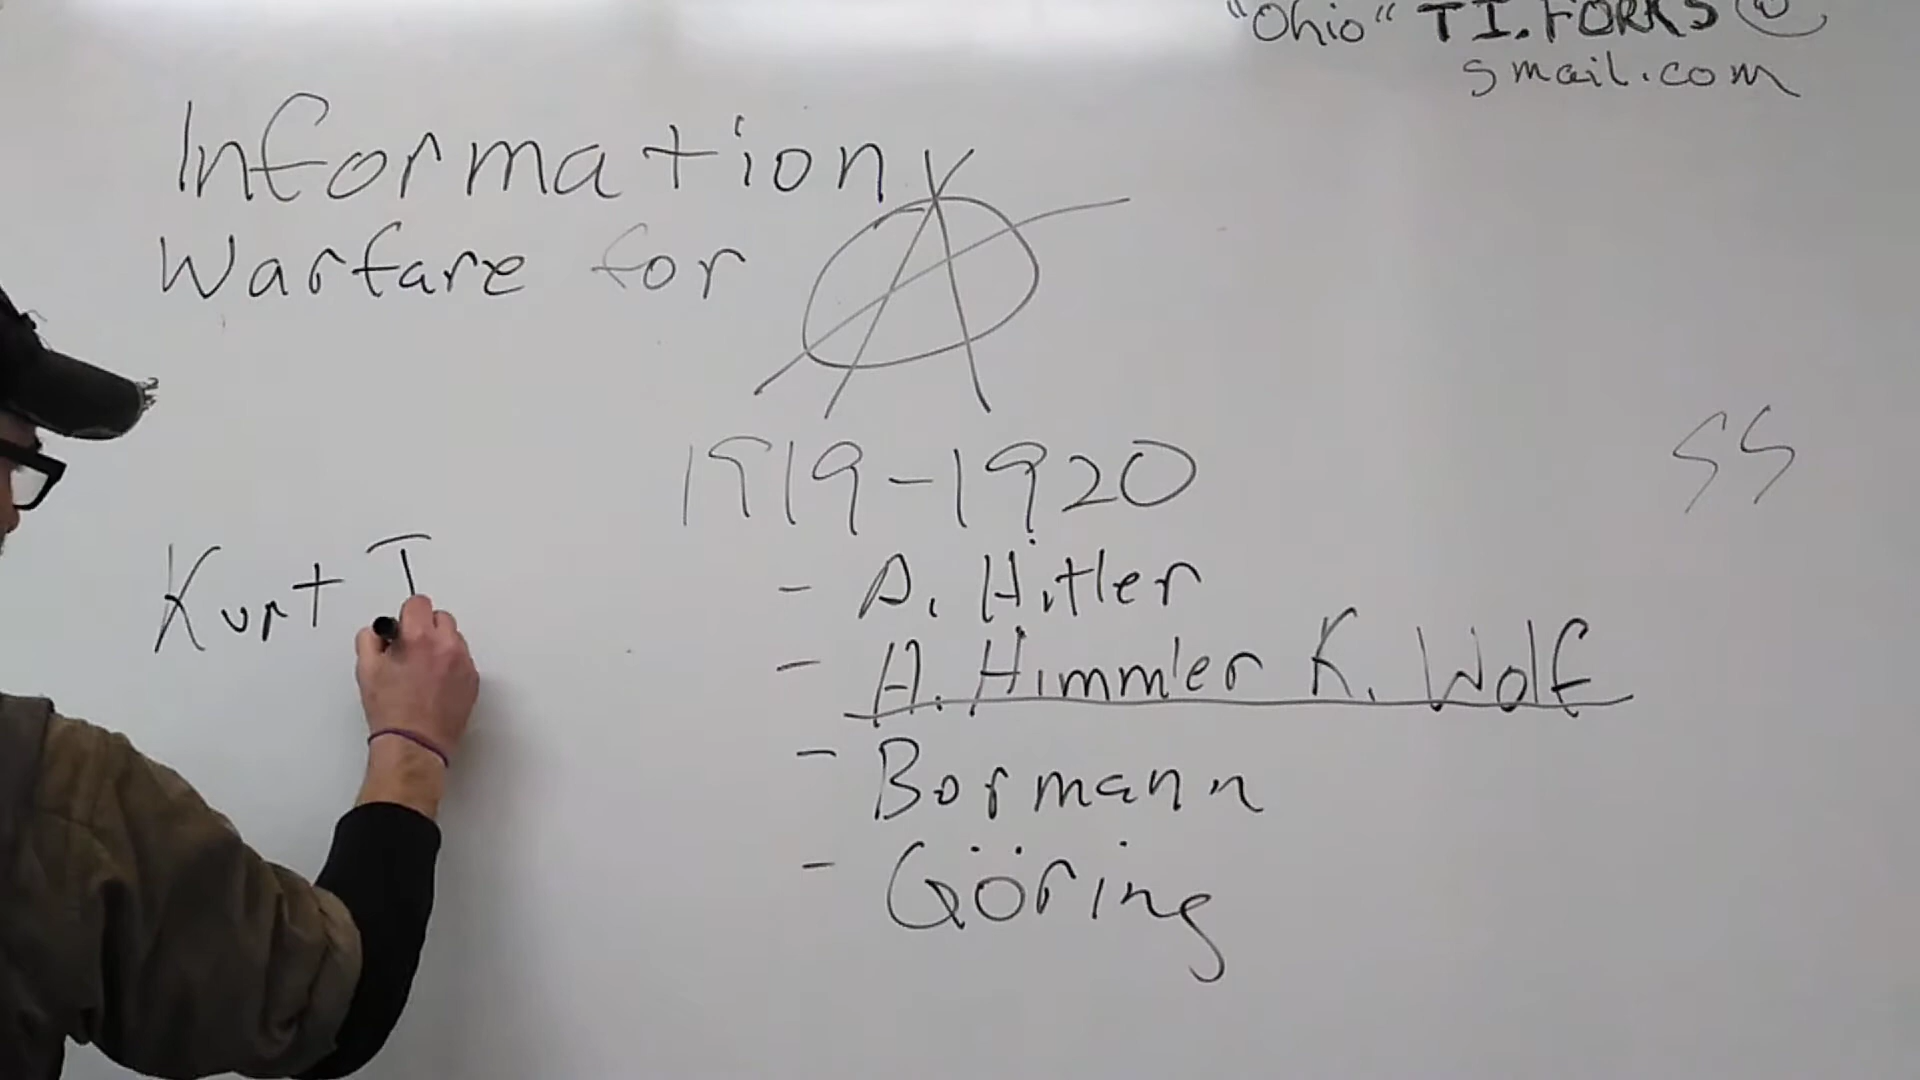 "Ohio" TI.FORKS@
gmail.com
Information
Warfare for A
1919-1920
SS
- A. Hitler
- H. Himmler K. Wolf
- Bormann
- Göring
Kurt T